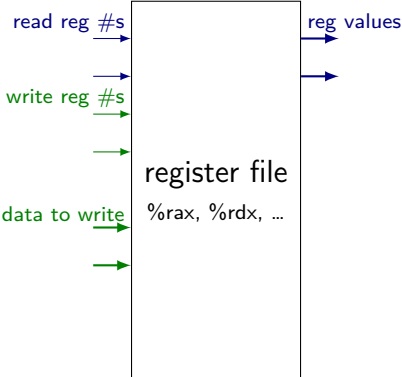 read reg #s
reg values
write reg #s
register file
%rax, %rdx, ...
data to write